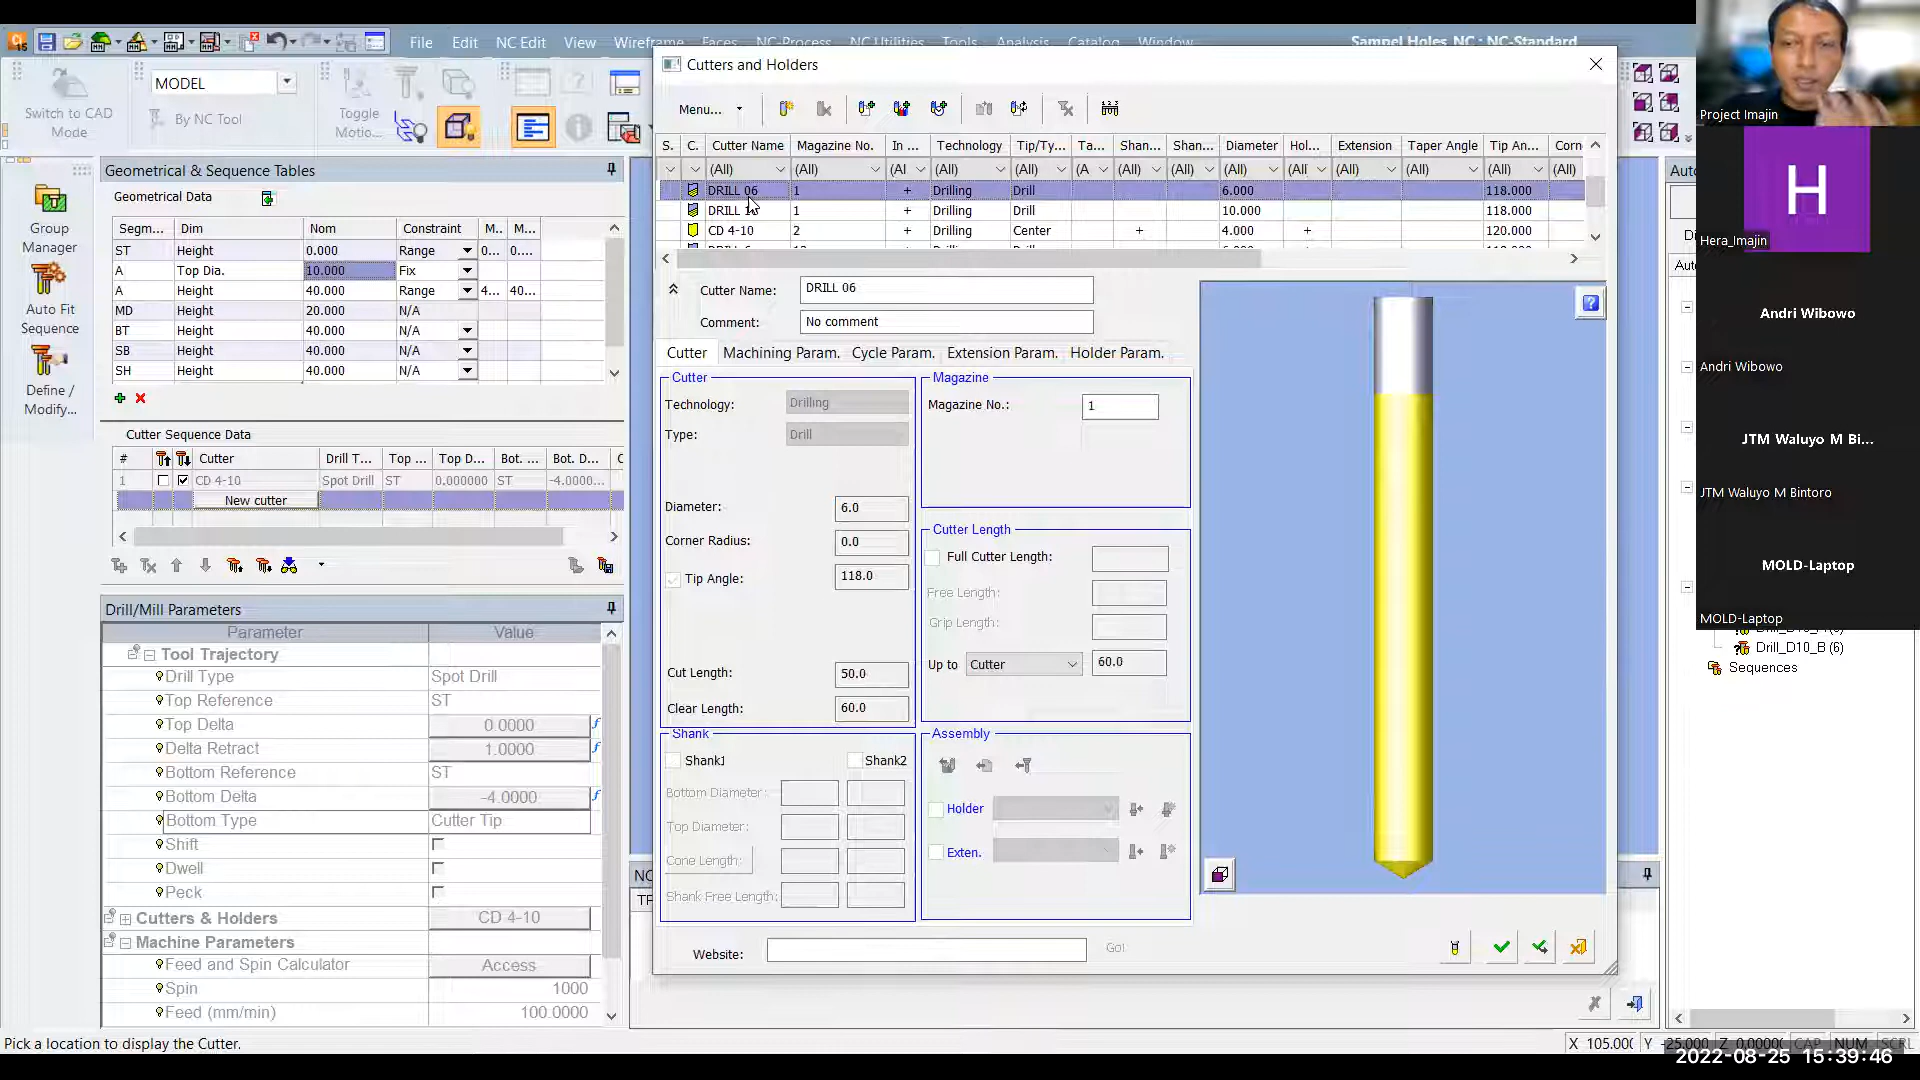 File Edit NC Edit View Wireframe Faces NC-Process NC Utilities Tools Analysis Catalog Window
Sampel Holes_NC : NC-Standard
Switch to CAD
Mode
MODEL
By NC Tool
Toggle
Motio...
Geometrical & Sequence Tables
Geometrical Data
Segm... Dim Nom Constraint M... M...
ST Height 0.000 Range 0... 0....
A Top Dia. 10.000 Fix
A Height 40.000 Range 4... 40...
MD Height 20.000 N/A
BT Height 40.000 N/A
SB Height 40.000 N/A
SH Height 40.000 N/A
Group
Manager
Auto Fit
Sequence
Define /
Modify...
Cutter Sequence Data
# Cutter Drill T... Top ... Top D... Bot. ... Bot. D... C
1 CD 4-10 Spot Drill ST 0.000000 ST -4.0000...
New cutter
Drill/Mill Parameters
Parameter Value
Tool Trajectory
Drill Type Spot Drill
Top Reference ST
Top Delta 0.0000 f
Delta Retract 1.0000 f
Bottom Reference ST
Bottom Delta -4.0000 f
Bottom Type Cutter Tip
Shift
Dwell
Peck
Cutters & Holders CD 4-10
Machine Parameters
Feed and Spin Calculator Access
Spin 1000
Feed (mm/min) 100.0000
Pick a location to display the Cutter.
Cutters and Holders
Menu...
S. C. Cutter Name Magazine No. In ... Technology Tip/Ty... Ta... Shan... Shan... Diameter Hol... Extension Taper Angle Tip An... Corn
(All) (All) (Al (All) (All) (A (All) (All) (All) (All (All) (All) (All) (All)
DRILL 06 1 + Drilling Drill 6.000 118.000
DRILL 1 + Drilling Drill 10.000 118.000
CD 4-10 2 + Drilling Center + 4.000 + 120.000
Cutter Name: DRILL 06
Comment: No comment
Cutter Machining Param. Cycle Param. Extension Param. Holder Param.
Cutter
Technology: Drilling
Type: Drill
Diameter: 6.0
Corner Radius: 0.0
Tip Angle: 118.0
Cut Length: 50.0
Clear Length: 60.0
Magazine
Magazine No.: 1
Cutter Length
Full Cutter Length:
Free Length:
Grip Length:
Up to Cutter 60.0
Shank
Shank1 Shank2
Bottom Diameter:
Top Diameter:
Cone Length:
Shank Free Length:
Assembly
Holder
Exten.
Website: Go!
NC
TF
Auto
Di
Auto
Project Imajin
H
Hera_Imajin
Andri Wibowo
Andri Wibowo
JTM Waluyo M Bi...
JTM Waluyo M Bintoro
MOLD-Laptop
MOLD-Laptop
Drill_D10_B (6)
Sequences
X 105.000 Y -25.000 Z 0.0000 CAP NUM SCRL
2022-08-25 15:39:46